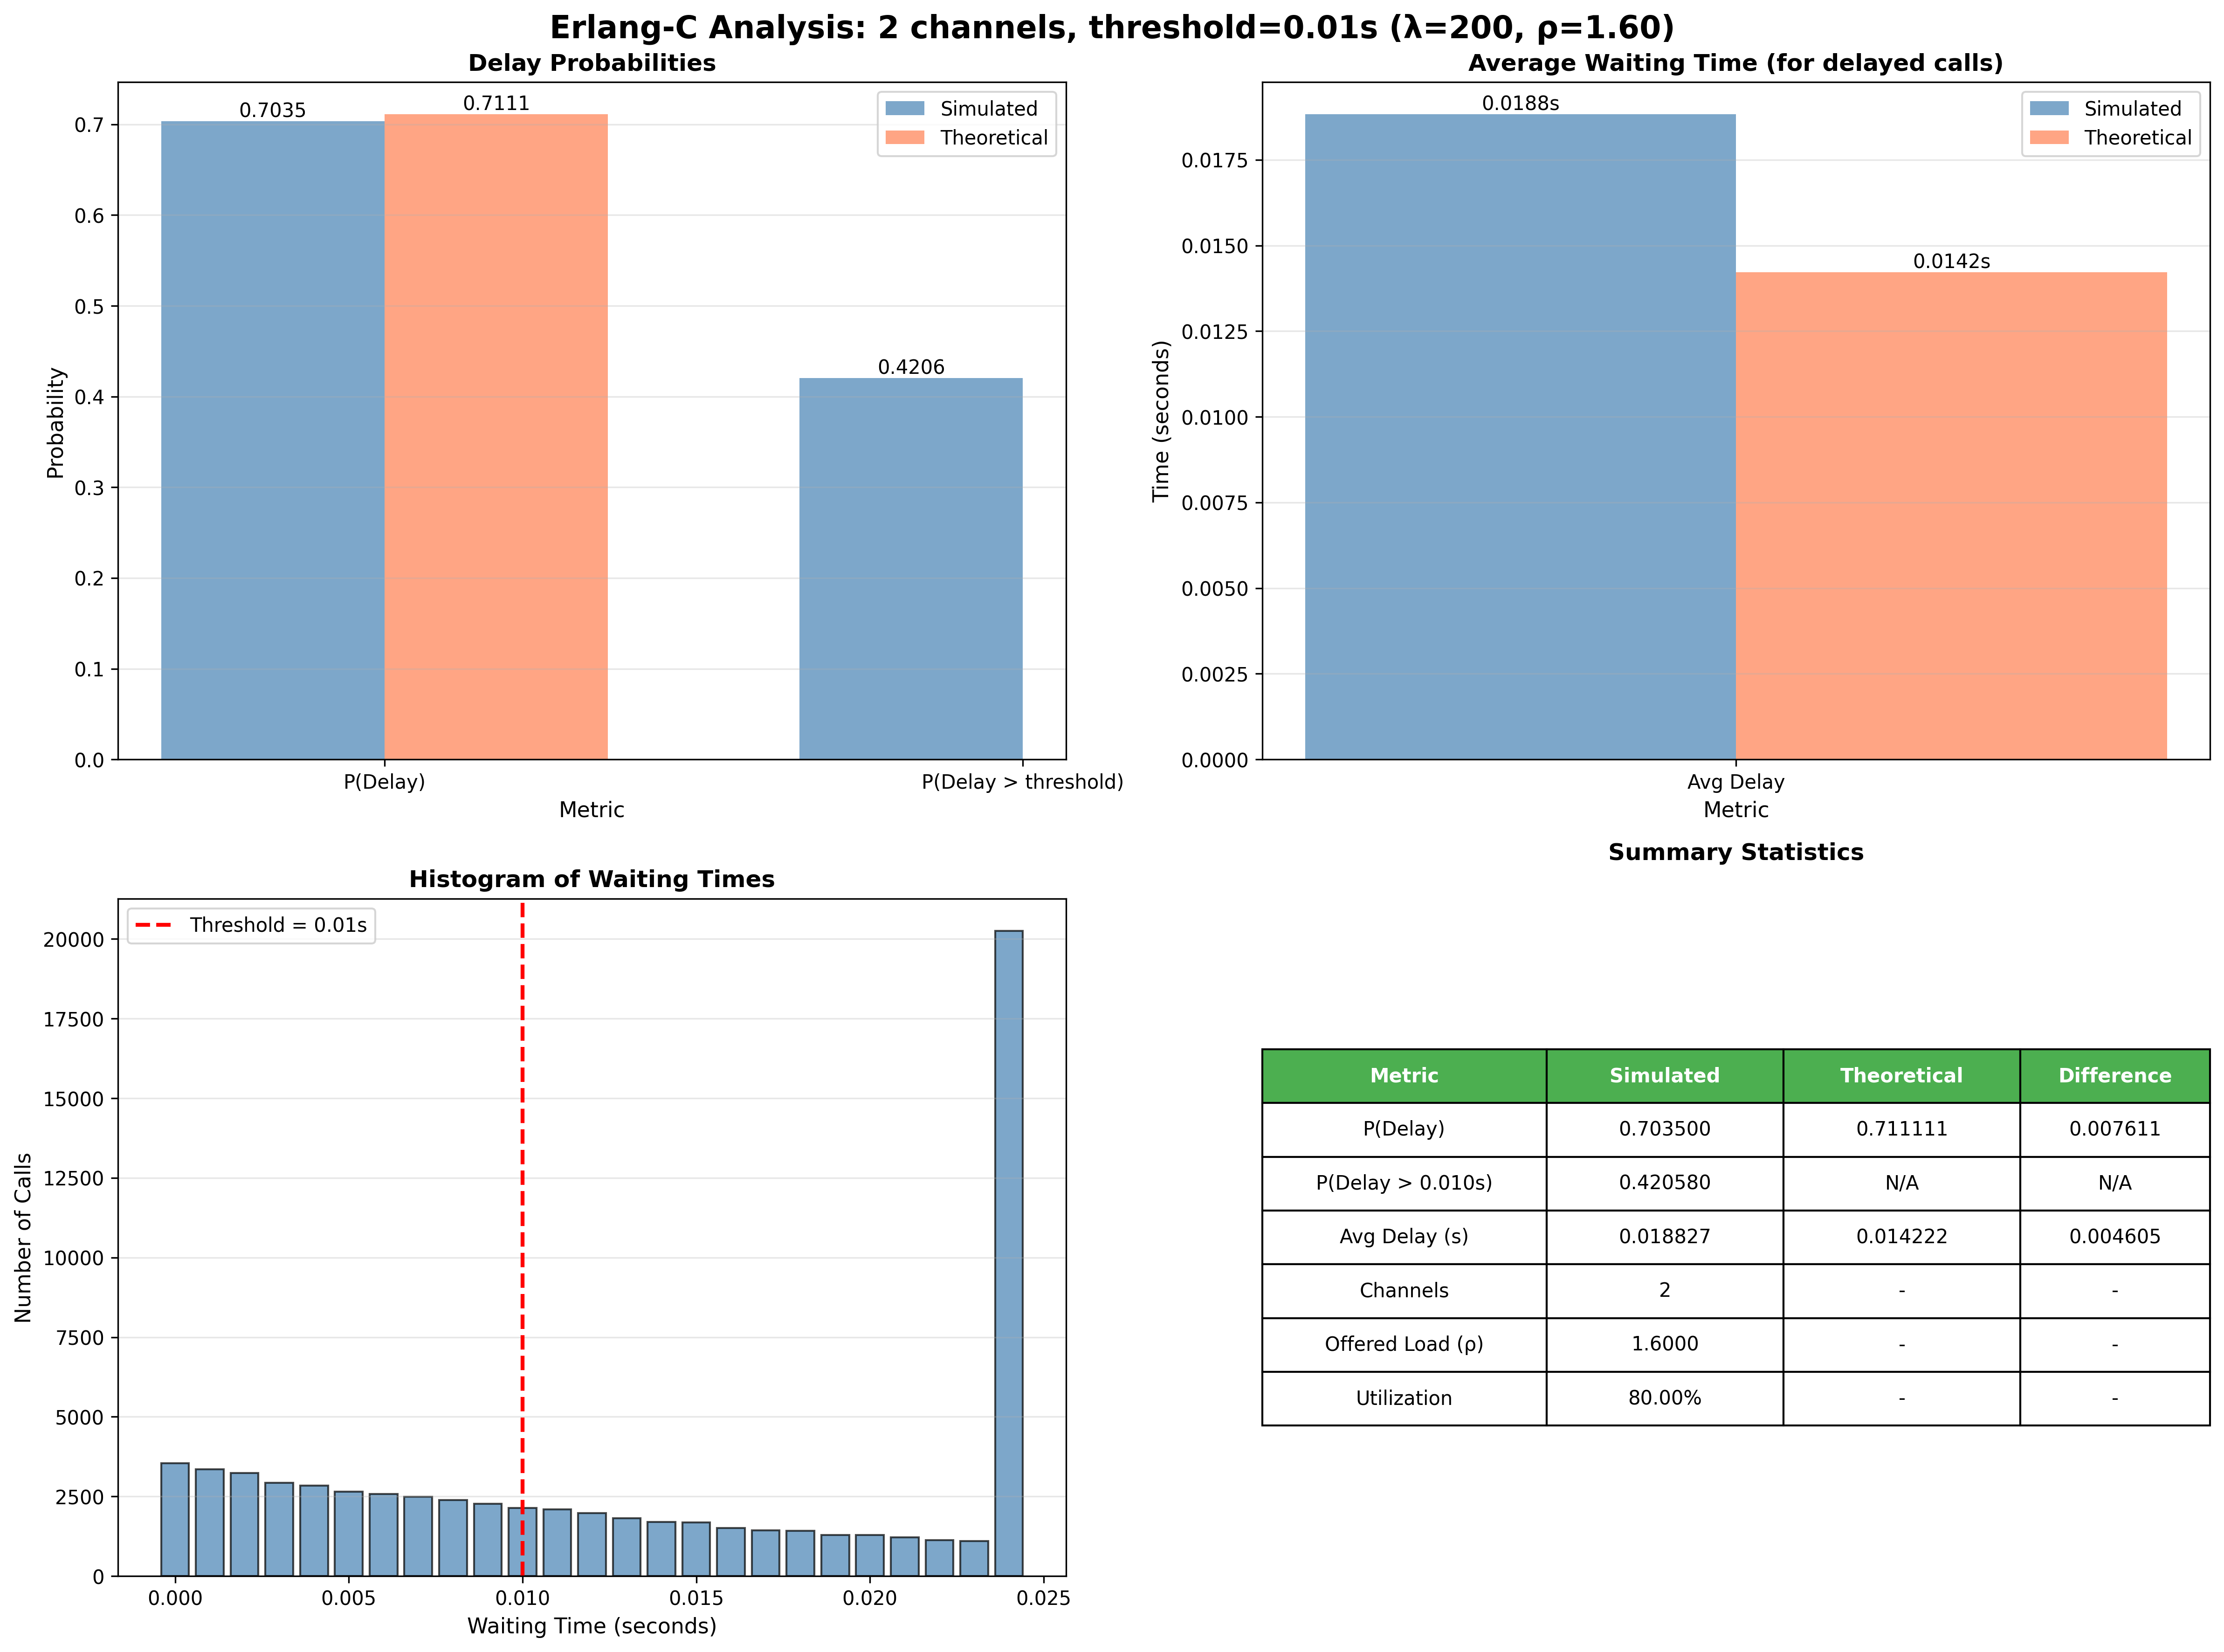 Erlang-C Analysis: 2 channels, threshold=0.01s (λ=200, ρ=1.60)
Delay Probabilities
0.7035
0.7111
0.4206
Simulated
Theoretical
0.7
0.6
0.5
0.4
0.3
0.2
0.1
0.0
Probability
P(Delay)
P(Delay > threshold)
Metric
Average Waiting Time (for delayed calls)
0.0188s
0.0142s
Simulated
Theoretical
0.0175
0.0150
0.0125
0.0100
0.0075
0.0050
0.0025
0.0000
Time (seconds)
Avg Delay
Metric
Histogram of Waiting Times
Threshold = 0.01s
20000
17500
15000
12500
10000
7500
5000
2500
0
Number of Calls
0.000 0.005 0.010 0.015 0.020 0.025
Waiting Time (seconds)
Summary Statistics
Metric Simulated Theoretical Difference
P(Delay) 0.703500 0.711111 0.007611
P(Delay > 0.010s) 0.420580 N/A N/A
Avg Delay (s) 0.018827 0.014222 0.004605
Channels 2 - -
Offered Load (ρ) 1.6000 - -
Utilization 80.00% - -